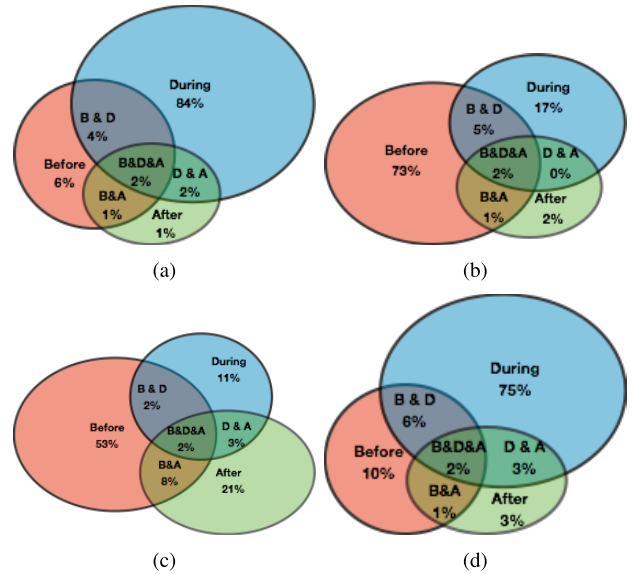 During
84%
B & D
4%
Before
6%
B&D&A
2%
D & A
2%
B&A
1%
After
1%
(a)
During
17%
B & D
5%
Before
73%
B&D&A
2%
D & A
0%
B&A
1%
After
2%
(b)
During
11%
B & D
2%
Before
53%
B&D&A
2%
D & A
3%
B&A
8%
After
21%
(c)
During
75%
B & D
6%
Before
10%
B&D&A
2%
D & A
3%
B&A
1%
After
3%
(d)